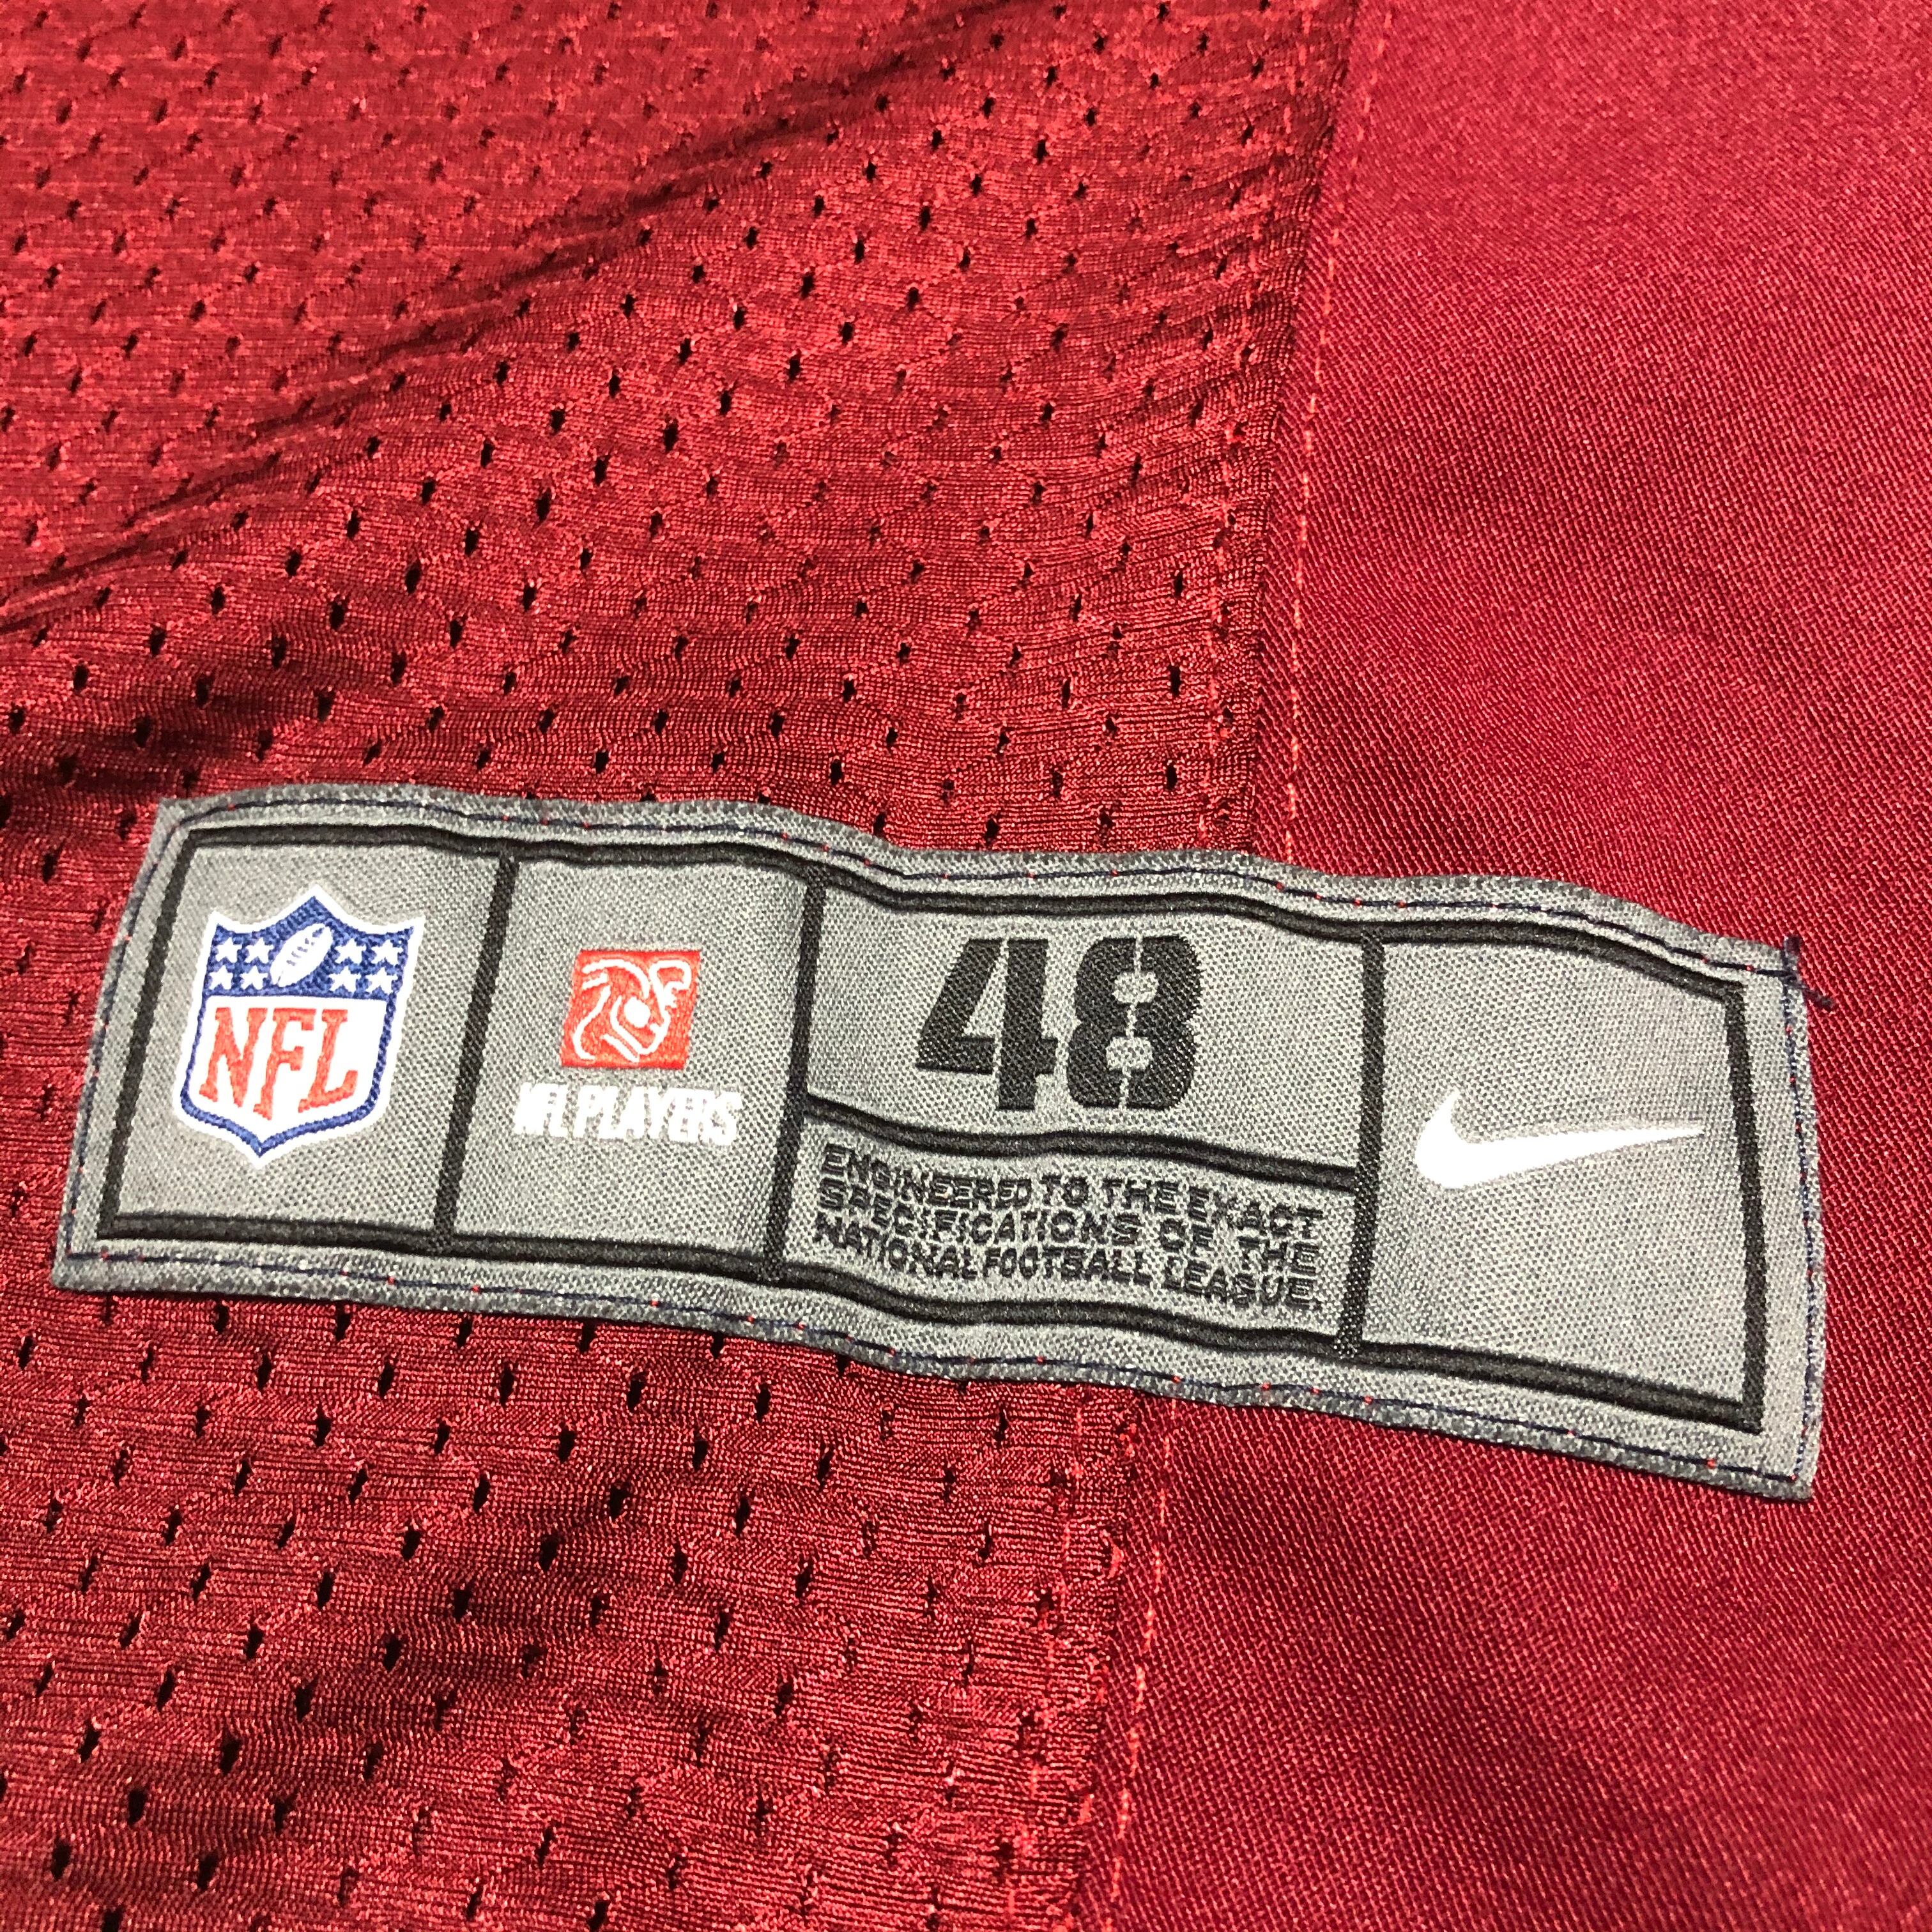 NFL
NFL PLAYERS
48
ENGINEERED TO THE EXACT
SPECIFICATIONS OF THE
NATIONAL FOOTBALL LEAGUE.